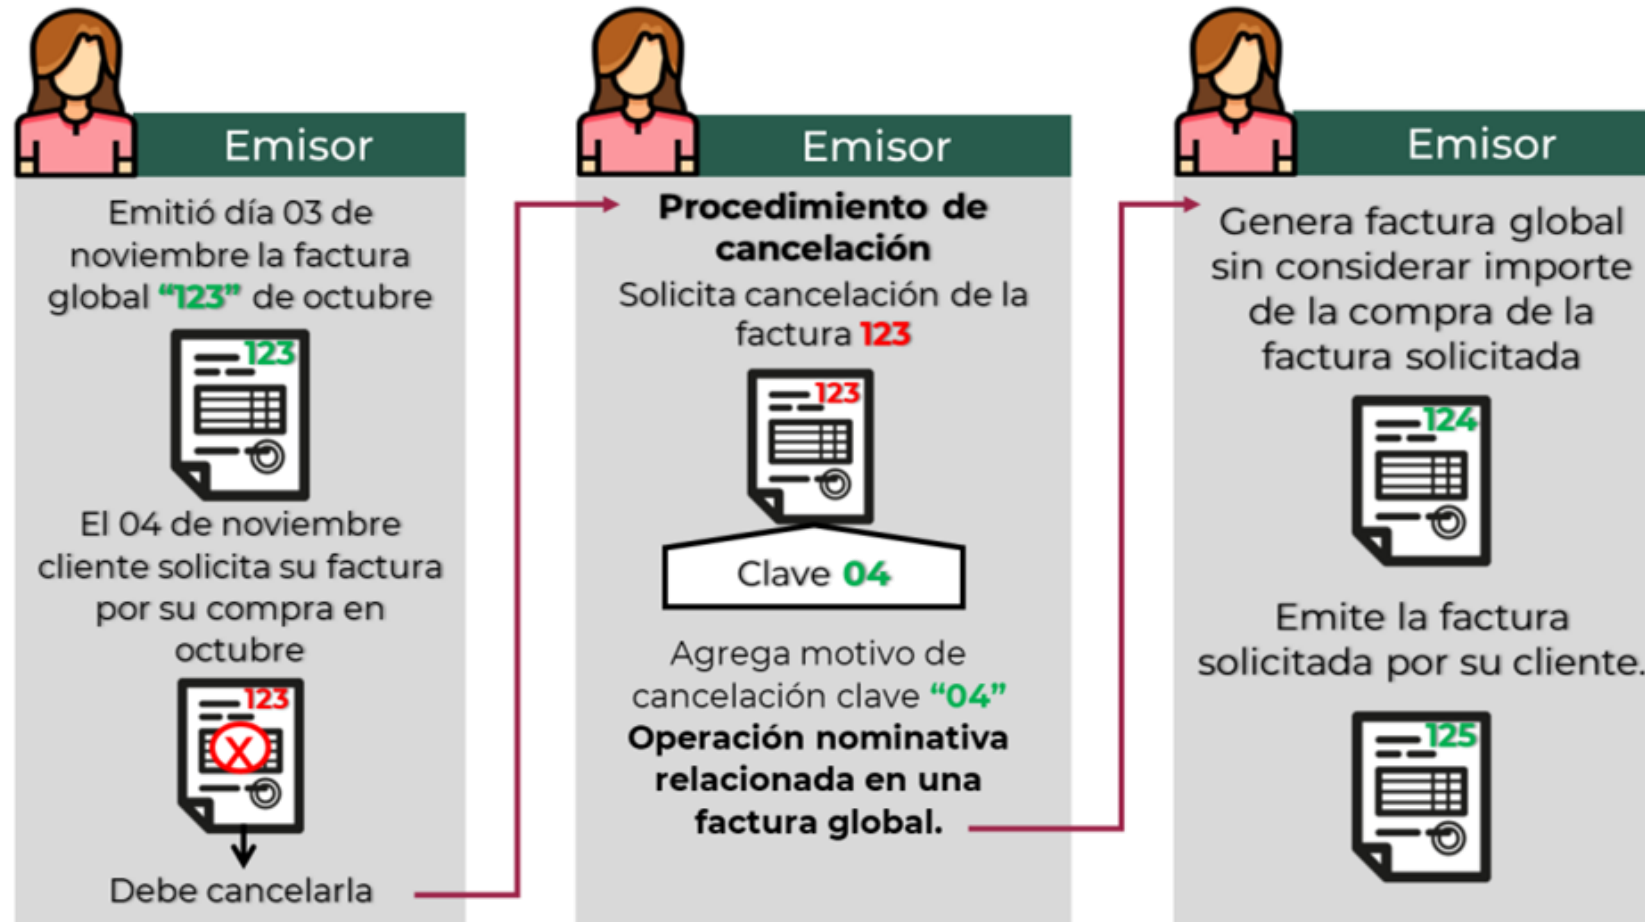 Emisor
Emitió día 03 de
noviembre la factura
global “123” de octubre
123
El 04 de noviembre
cliente solicita su factura
por su compra en
octubre
123
X
Debe cancelarla
Emisor
Procedimiento de
cancelación
Solicita cancelación de la
factura 123
123
Clave 04
Agrega motivo de
cancelación clave “04”
Operación nominativa
relacionada en una
factura global.
Emisor
Genera factura global
sin considerar importe
de la compra de la
factura solicitada
124
Emite la factura
solicitada por su cliente.
125